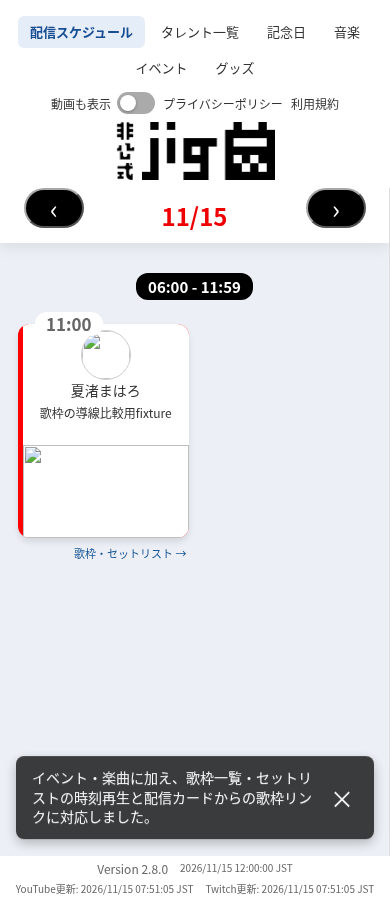 配信スケジュール タレント一覧 記念日 音楽
イベント グッズ
動画も表示 プライバシーポリシー 利用規約
非公式 jig
‹ 11/15 ›
06:00 - 11:59
11:00
夏渚まはろ
歌枠の導線比較用fixture
歌枠・セットリスト →
イベント・楽曲に加え、歌枠一覧・セットリ
ストの時刻再生と配信カードからの歌枠リン
クに対応しました。
Version 2.8.0 2026/11/15 12:00:00 JST
YouTube更新: 2026/11/15 07:51:05 JST Twitch更新: 2026/11/15 07:51:05 JST